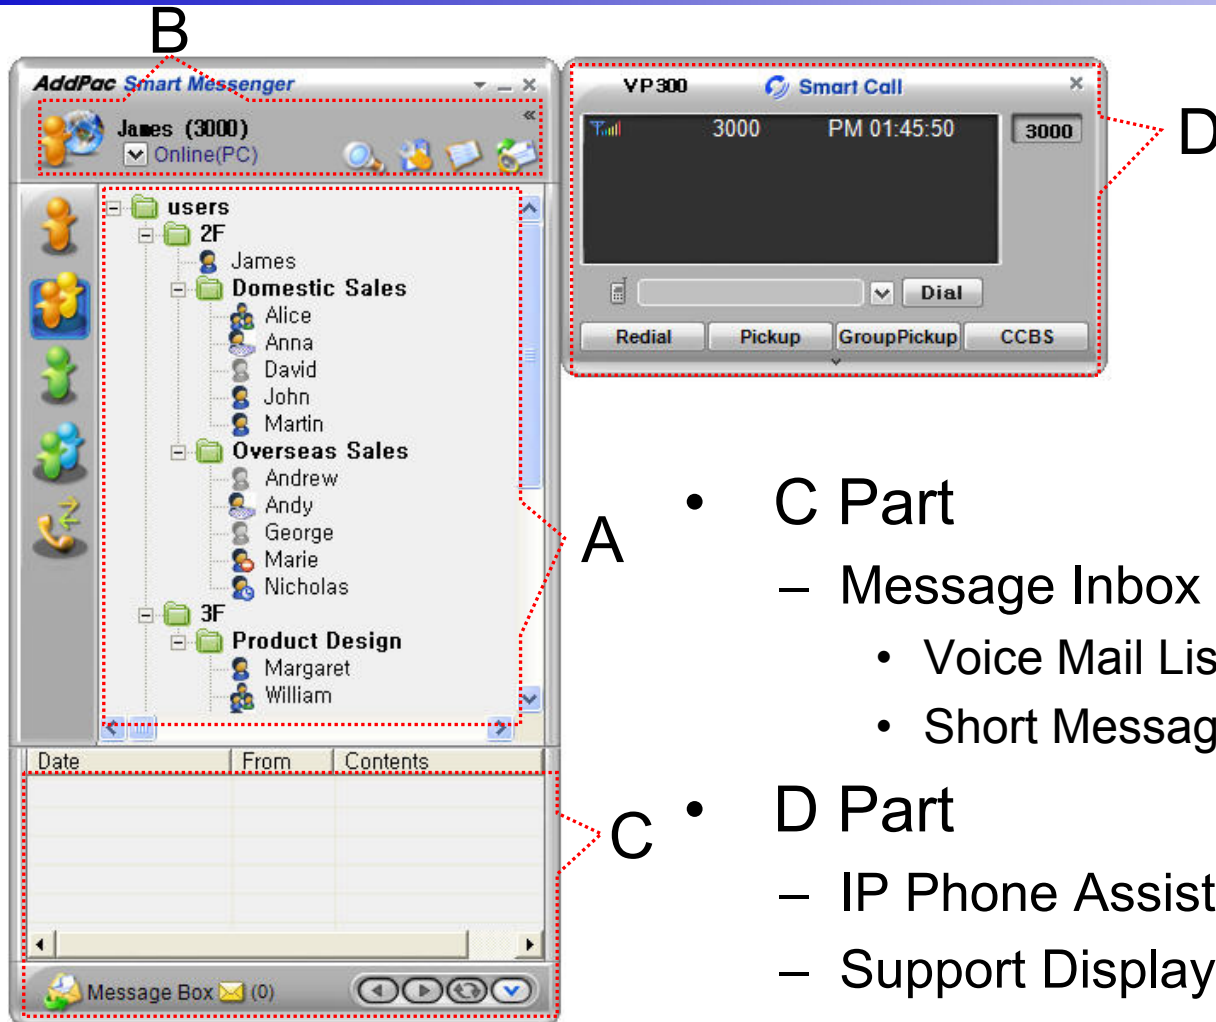 B
AddPac Smart Messenger
James (3000)
Online(PC)
users
2F
James
Domestic Sales
Alice
Anna
David
John
Martin
Overseas Sales
Andrew
Andy
George
Marie
Nicholas
3F
Product Design
Margaret
William
A
Date From Contents
C
Message Box (0)
VP300 Smart Call
3000 PM 01:45:50 3000
D
Dial
Redial Pickup GroupPickup CCBS
• C Part
– Message Inbox
• Voice Mail Lis
• Short Messag
• D Part
– IP Phone Assist
– Support Display